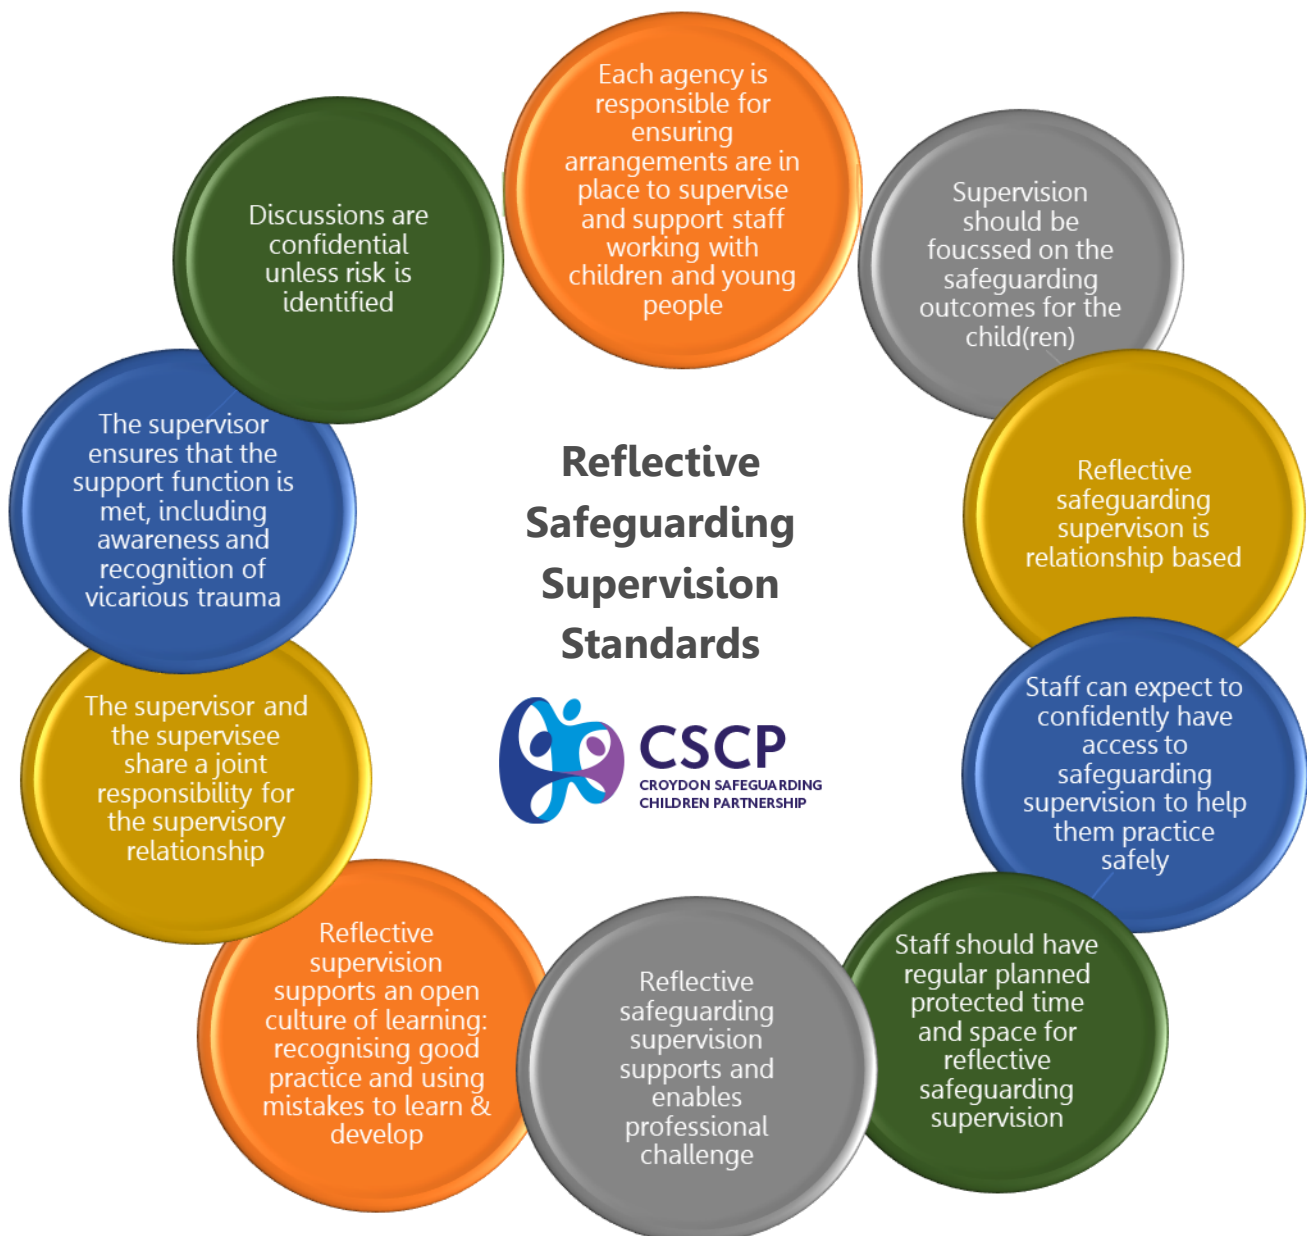 Each agency is
responsible for
ensuring
arrangements are in
place to supervise
and support staff
working with
children and young
people
Supervision
should be
foucssed on the
safeguarding
outcomes for the
child(ren)
Reflective
safeguarding
supervison is
relationship based
Staff can expect to
confidently have
access to
safeguarding
supervision to help
them practice
safely
Staff should have
regular planned
protected time
and space for
reflective
safeguarding
supervision
Reflective
safeguarding
supervision
supports and
enables
professional
challenge
Reflective
supervision
supports an open
culture of learning:
recognising good
practice and using
mistakes to learn &
develop
The supervisor and
the supervisee
share a joint
responsibility for
the supervisory
relationship
The supervisor
ensures that the
support function is
met, including
awareness and
recognition of
vicarious trauma
Discussions are
confidential
unless risk is
identified
Reflective
Safeguarding
Supervision
Standards
CSCP
CROYDON SAFEGUARDING
CHILDREN PARTNERSHIP